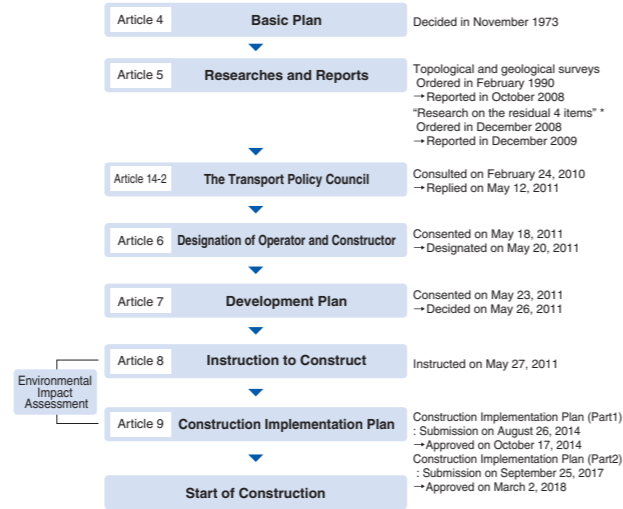 Article 4
Basic Plan
Decided in November 1973
Article 5
Researches and Reports
Topological and geological surveys
Ordered in February 1990
→Reported in October 2008
“Research on the residual 4 items” *
Ordered in December 2008
→Reported in December 2009
Article 14-2
The Transport Policy Council
Consulted on February 24, 2010
→Replied on May 12, 2011
Article 6
Designation of Operator and Constructor
Consented on May 18, 2011
→Designated on May 20, 2011
Article 7
Development Plan
Consented on May 23, 2011
→Decided on May 26, 2011
Article 8
Instruction to Construct
Instructed on May 27, 2011
Environmental
Impact
Assessment
Article 9
Construction Implementation Plan
Construction Implementation Plan (Part1)
: Submission on August 26, 2014
→Approved on October 17, 2014
Construction Implementation Plan (Part2)
: Submission on September 25, 2017
→Approved on March 2, 2018
Start of Construction